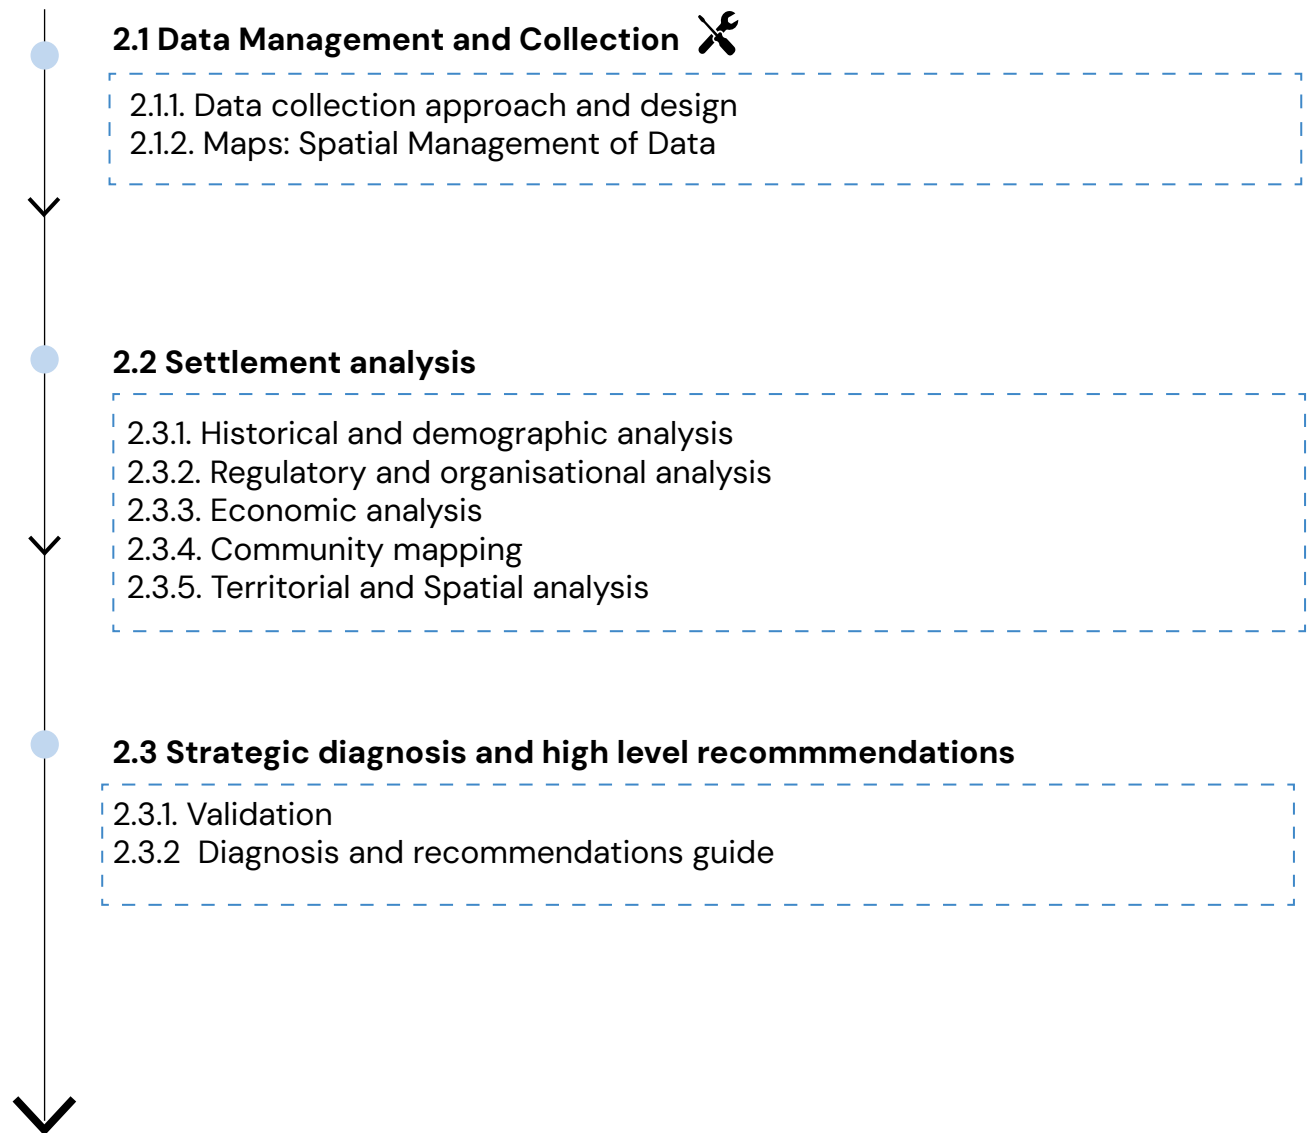 2.1 Data Management and Collection
2.1.1. Data collection approach and design
2.1.2. Maps: Spatial Management of Data
2.2 Settlement analysis
2.3.1. Historical and demographic analysis
2.3.2. Regulatory and organisational analysis
2.3.3. Economic analysis
2.3.4. Community mapping
2.3.5. Territorial and Spatial analysis
2.3 Strategic diagnosis and high level recommmendations
2.3.1. Validation
2.3.2  Diagnosis and recommendations guide